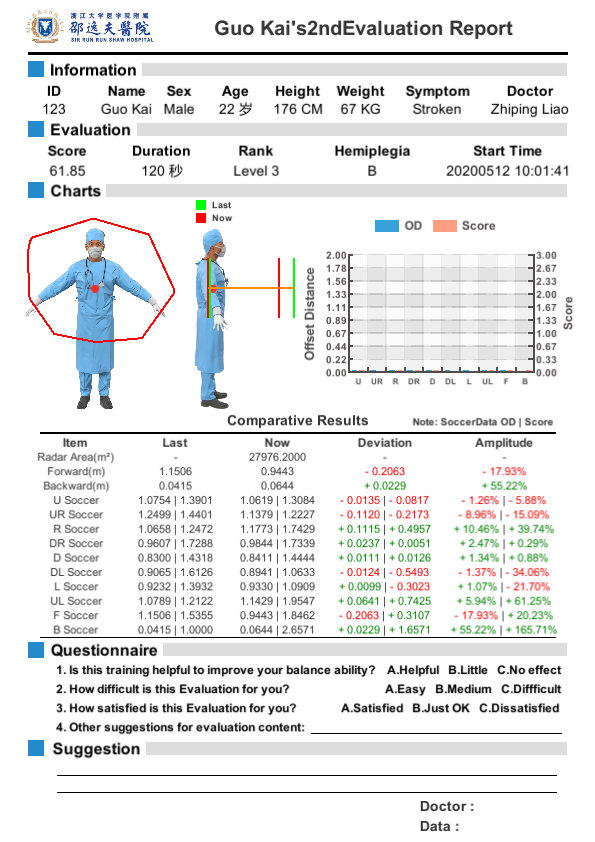 浙江大学医学院附属
邵逸夫醫院
SIR RUN RUN SHAW HOSPITAL
Guo Kai's2ndEvaluation Report
Information
ID Name Sex Age Height Weight Symptom Doctor
123 Guo Kai Male 22 岁 176 CM 67 KG Stroken Zhiping Liao
Evaluation
Score Duration Rank Hemiplegia Start Time
61.85 120 秒 Level 3 B 20200512 10:01:41
Charts
Last
Now
OD Score
2.00 3.00
1.78 2.67
1.56 2.33
1.33 2.00
1.11 1.67
0.89 1.33
0.67 1.00
0.44 0.67
0.22 0.33
0.00 0.00
Offset Distance
Score
U UR R DR D DL L UL F B
Comparative Results Note: SoccerData OD | Score
Item Last Now Deviation Amplitude
Radar Area(m²) - 27976.2000 - -
Forward(m) 1.1506 0.9443 - 0.2063 - 17.93%
Backward(m) 0.0415 0.0644 + 0.0229 + 55.22%
U Soccer 1.0754 | 1.3901 1.0619 | 1.3084 - 0.0135 | - 0.0817 - 1.26% | - 5.88%
UR Soccer 1.2499 | 1.4401 1.1379 | 1.2227 - 0.1120 | - 0.2173 - 8.96% | - 15.09%
R Soccer 1.0658 | 1.2472 1.1773 | 1.7429 + 0.1115 | + 0.4957 + 10.46% | + 39.74%
DR Soccer 0.9607 | 1.7288 0.9844 | 1.7339 + 0.0237 | + 0.0051 + 2.47% | + 0.29%
D Soccer 0.8300 | 1.4318 0.8411 | 1.4444 + 0.0111 | + 0.0126 + 1.34% | + 0.88%
DL Soccer 0.9065 | 1.6126 0.8941 | 1.0633 - 0.0124 | - 0.5493 - 1.37% | - 34.06%
L Soccer 0.9232 | 1.3932 0.9330 | 1.0909 + 0.0099 | - 0.3023 + 1.07% | - 21.70%
UL Soccer 1.0789 | 1.2122 1.1429 | 1.9547 + 0.0641 | + 0.7425 + 5.94% | + 61.25%
F Soccer 1.1506 | 1.5355 0.9443 | 1.8462 - 0.2063 | + 0.3107 - 17.93% | + 20.23%
B Soccer 0.0415 | 1.0000 0.0644 | 2.6571 + 0.0229 | + 1.6571 + 55.22% | + 165.71%
Questionnaire
1. Is this training helpful to improve your balance ability? A.Helpful B.Little C.No effect
2. How difficult is this Evaluation for you? A.Easy B.Medium C.Diffficult
3. How satisfied is this Evaluation for you? A.Satisfied B.Just OK C.Dissatisfied
4. Other suggestions for evaluation content:
Suggestion
Doctor :
Data :